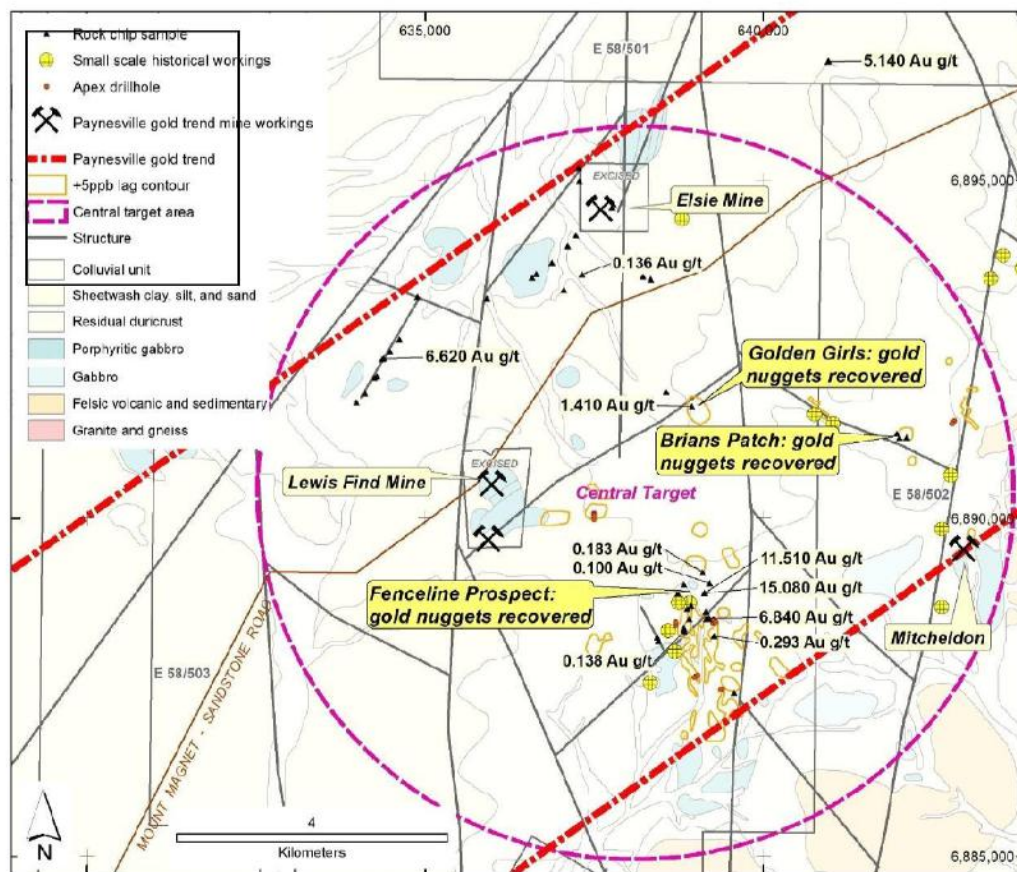 635,000
640,000
Rock chip sample
Small scale historical workings
Apex drillhole
Paynesville gold trend mine workings
Paynesville gold trend
+5ppb lag contour
Central target area
Structure
Colluvial unit
Sheetwash clay, silt, and sand
Residual duricrust
Porphyritic gabbro
Gabbro
Felsic volcanic and sedimentary
Granite and gneiss
E 58/501
5.140 Au g/t
6,895,000
EXCISED
Elsie Mine
0.136 Au g/t
6.620 Au g/t
Golden Girls: gold
nuggets recovered
1.410 Au g/t
Brians Patch: gold
nuggets recovered
EXCISED
Lewis Find Mine
Central Target
E 58/502
6,890,000
0.183 Au g/t
0.100 Au g/t
11.510 Au g/t
15.080 Au g/t
Fenceline Prospect:
gold nuggets recovered
6.840 Au g/t
0.293 Au g/t
0.138 Au g/t
Mitcheldon
E 58/503
MOUNT MAGNET - SANDSTONE ROAD
N
4
Kilometers
6,885,000